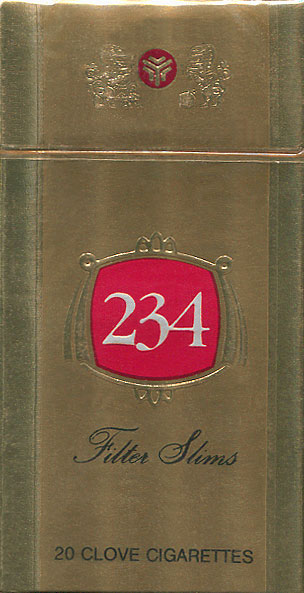 234
Filter Slims
20 CLOVE CIGARETTES